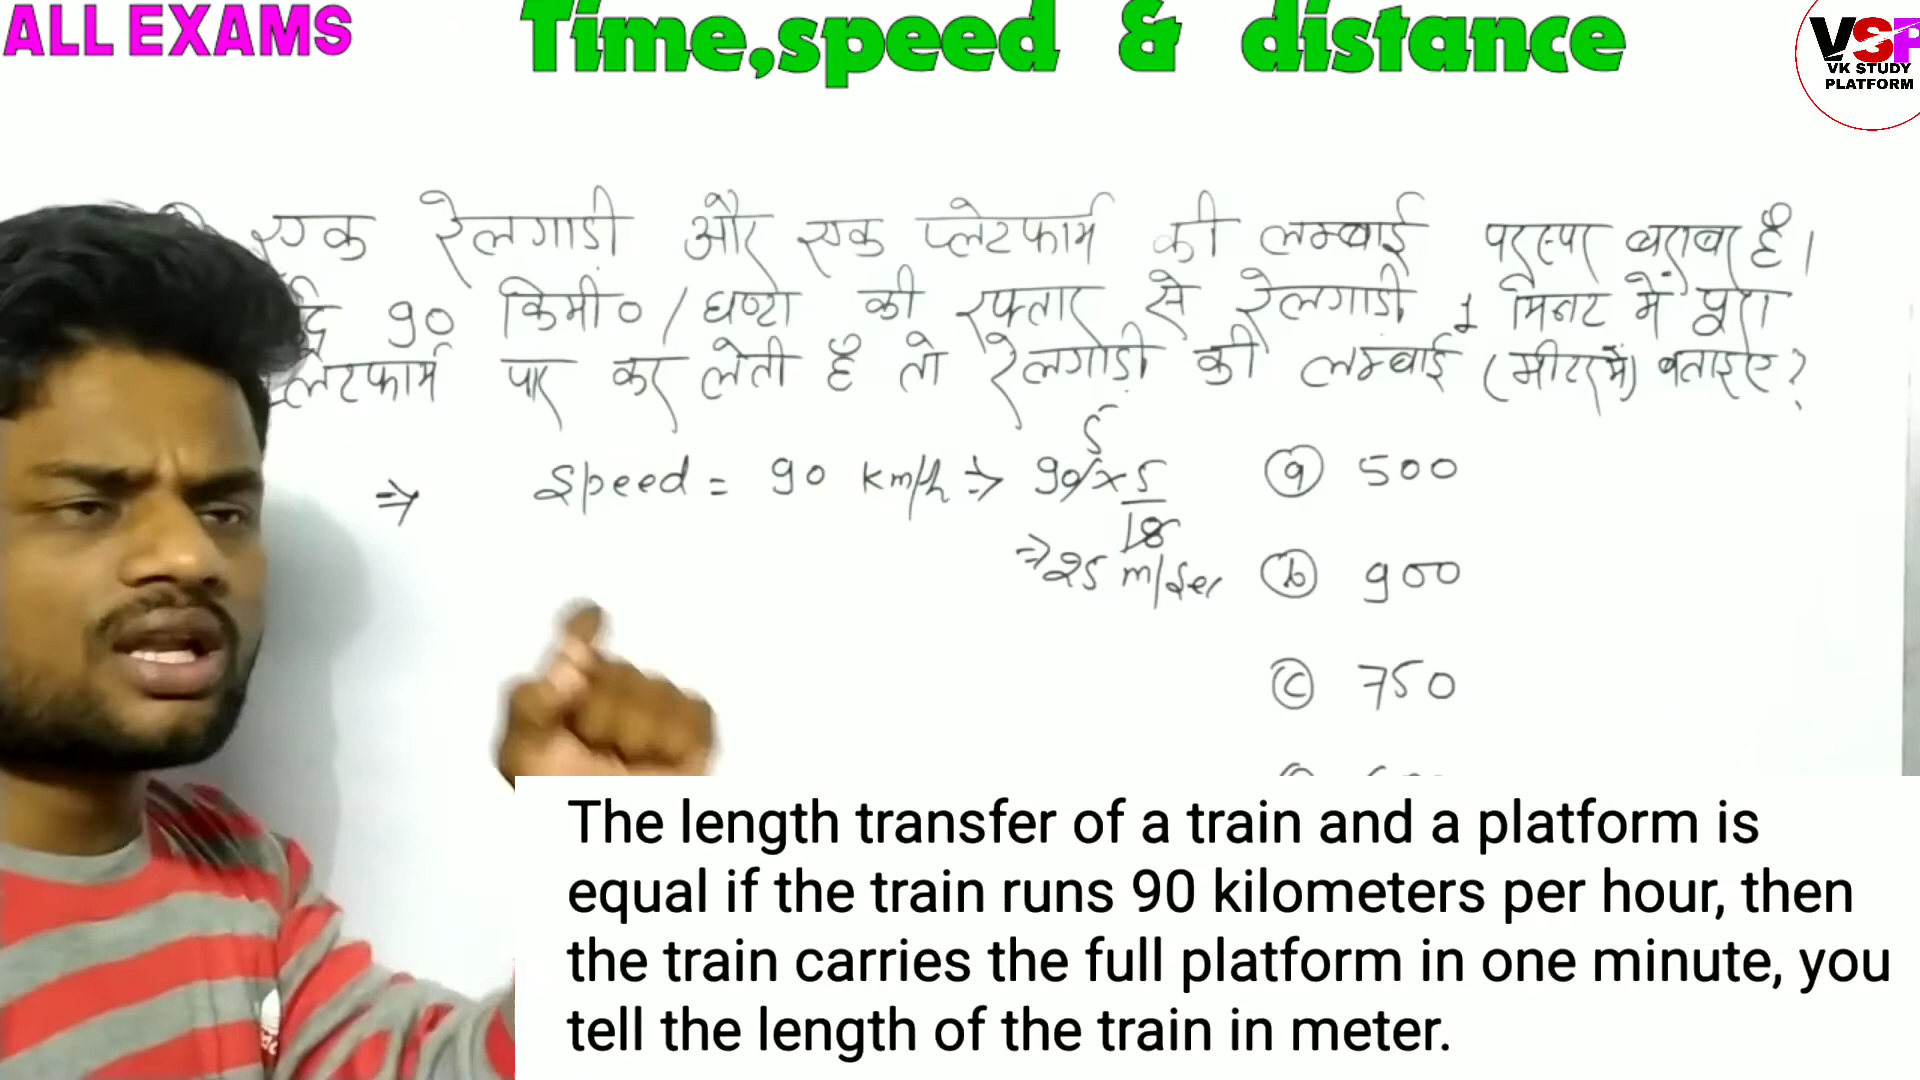 ALL EXAMS
Time,speed & distance
VSP
VK STUDY
PLATFORM
एक रेलगाडी और एक प्लेटफार्म की लम्बाई परस्पर बराबर है।
90 किमी० / घण्टा की रफ्तार से रेलगाडी 1 मिनट में पूरा
प्लेटफार्म पार कर लेती है तो रेलगाडी की लम्बाई (मीटर में) बताइए?
⇒ Speed = 90 km/h ⇒ 90 x 5/18
5
⇒ 25 m/sec
(a) 500
(b) 900
(c) 750
The length transfer of a train and a platform is
equal if the train runs 90 kilometers per hour, then
the train carries the full platform in one minute, you
tell the length of the train in meter.